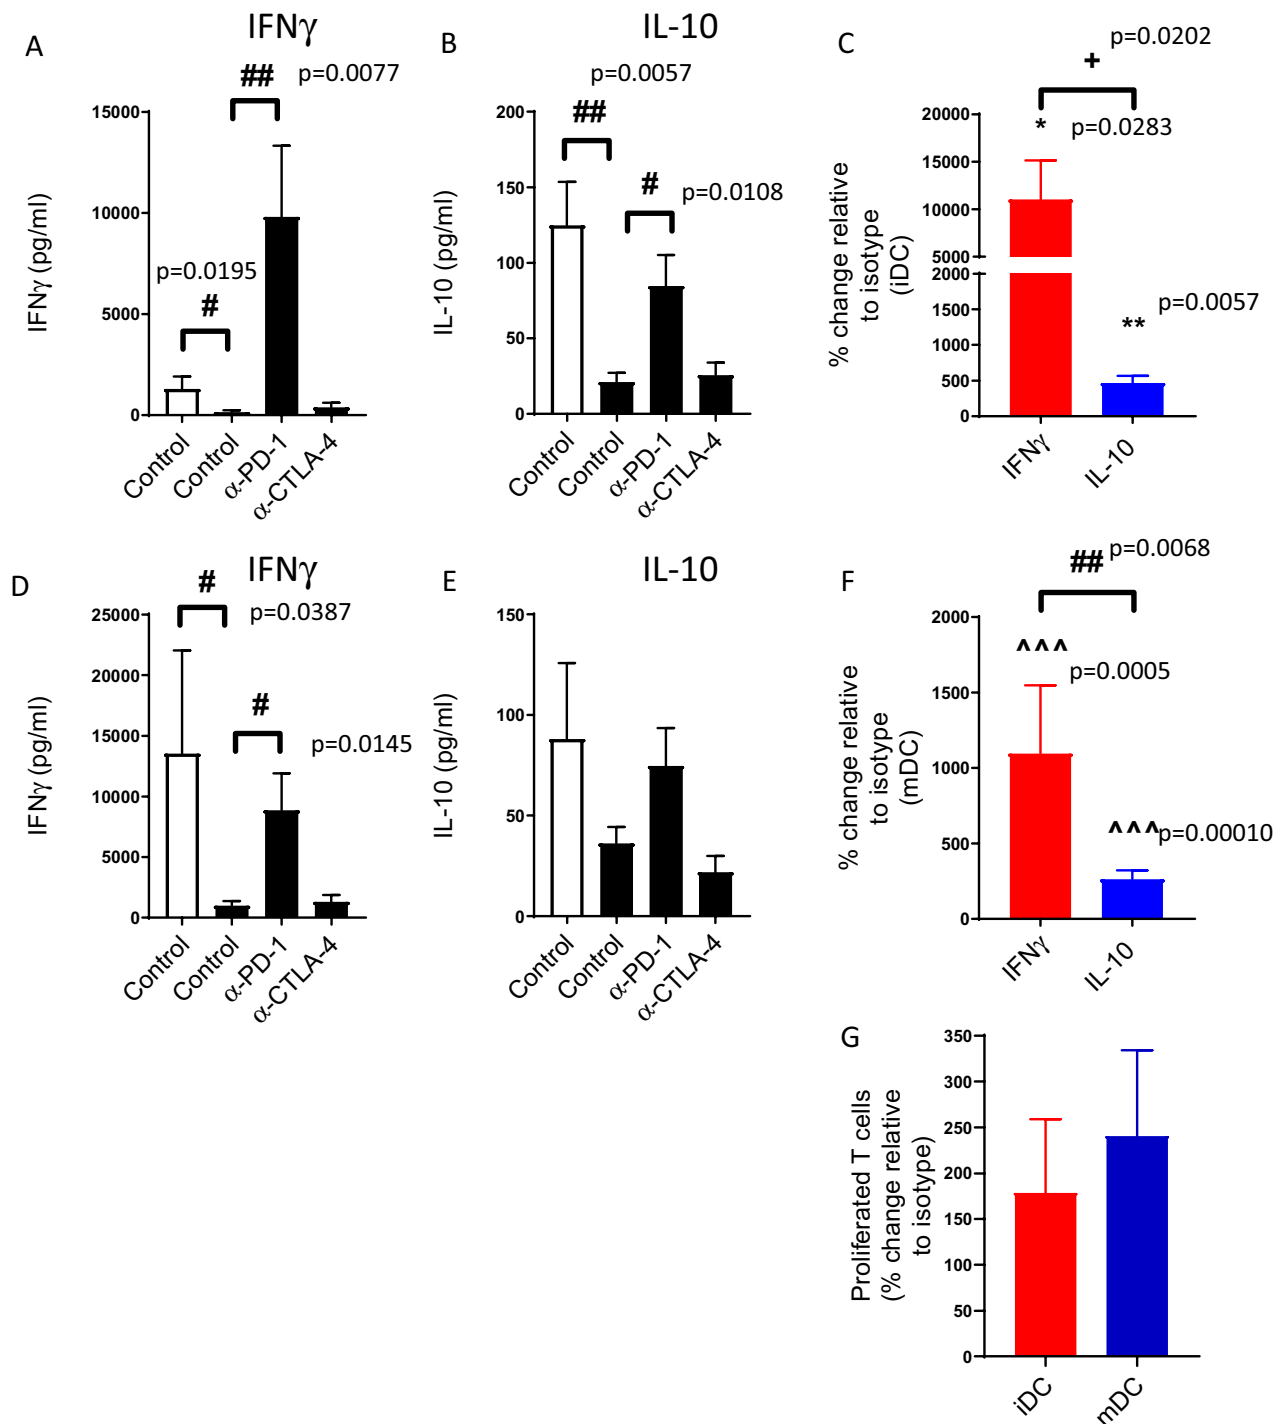 A
IFNγ
## p=0.0077
15000
10000
5000
0
IFNγ (pg/ml)
p=0.0195
#
Control
Control
α-PD-1
α-CTLA-4
B
IL-10
p=0.0057
##
# p=0.0108
200
150
100
50
0
IL-10 (pg/ml)
Control
Control
α-PD-1
α-CTLA-4
C
p=0.0202
+
* p=0.0283
20000
15000
10000
5000
2000
1500
1000
500
0
% change relative
to isotype
(iDC)
** p=0.0057
IFNγ
IL-10
D
IFNγ
# p=0.0387
# p=0.0145
25000
20000
15000
10000
5000
0
IFNγ (pg/ml)
Control
Control
α-PD-1
α-CTLA-4
E
IL-10
150
100
50
0
IL-10 (pg/ml)
Control
Control
α-PD-1
α-CTLA-4
F
## p=0.0068
^^^ p=0.0005
^^^ p=0.00010
2000
1500
1000
500
0
% change relative
to isotype
(mDC)
IFNγ
IL-10
G
350
300
250
200
150
100
50
0
Proliferated T cells
(% change relative
to isotype)
iDC
mDC